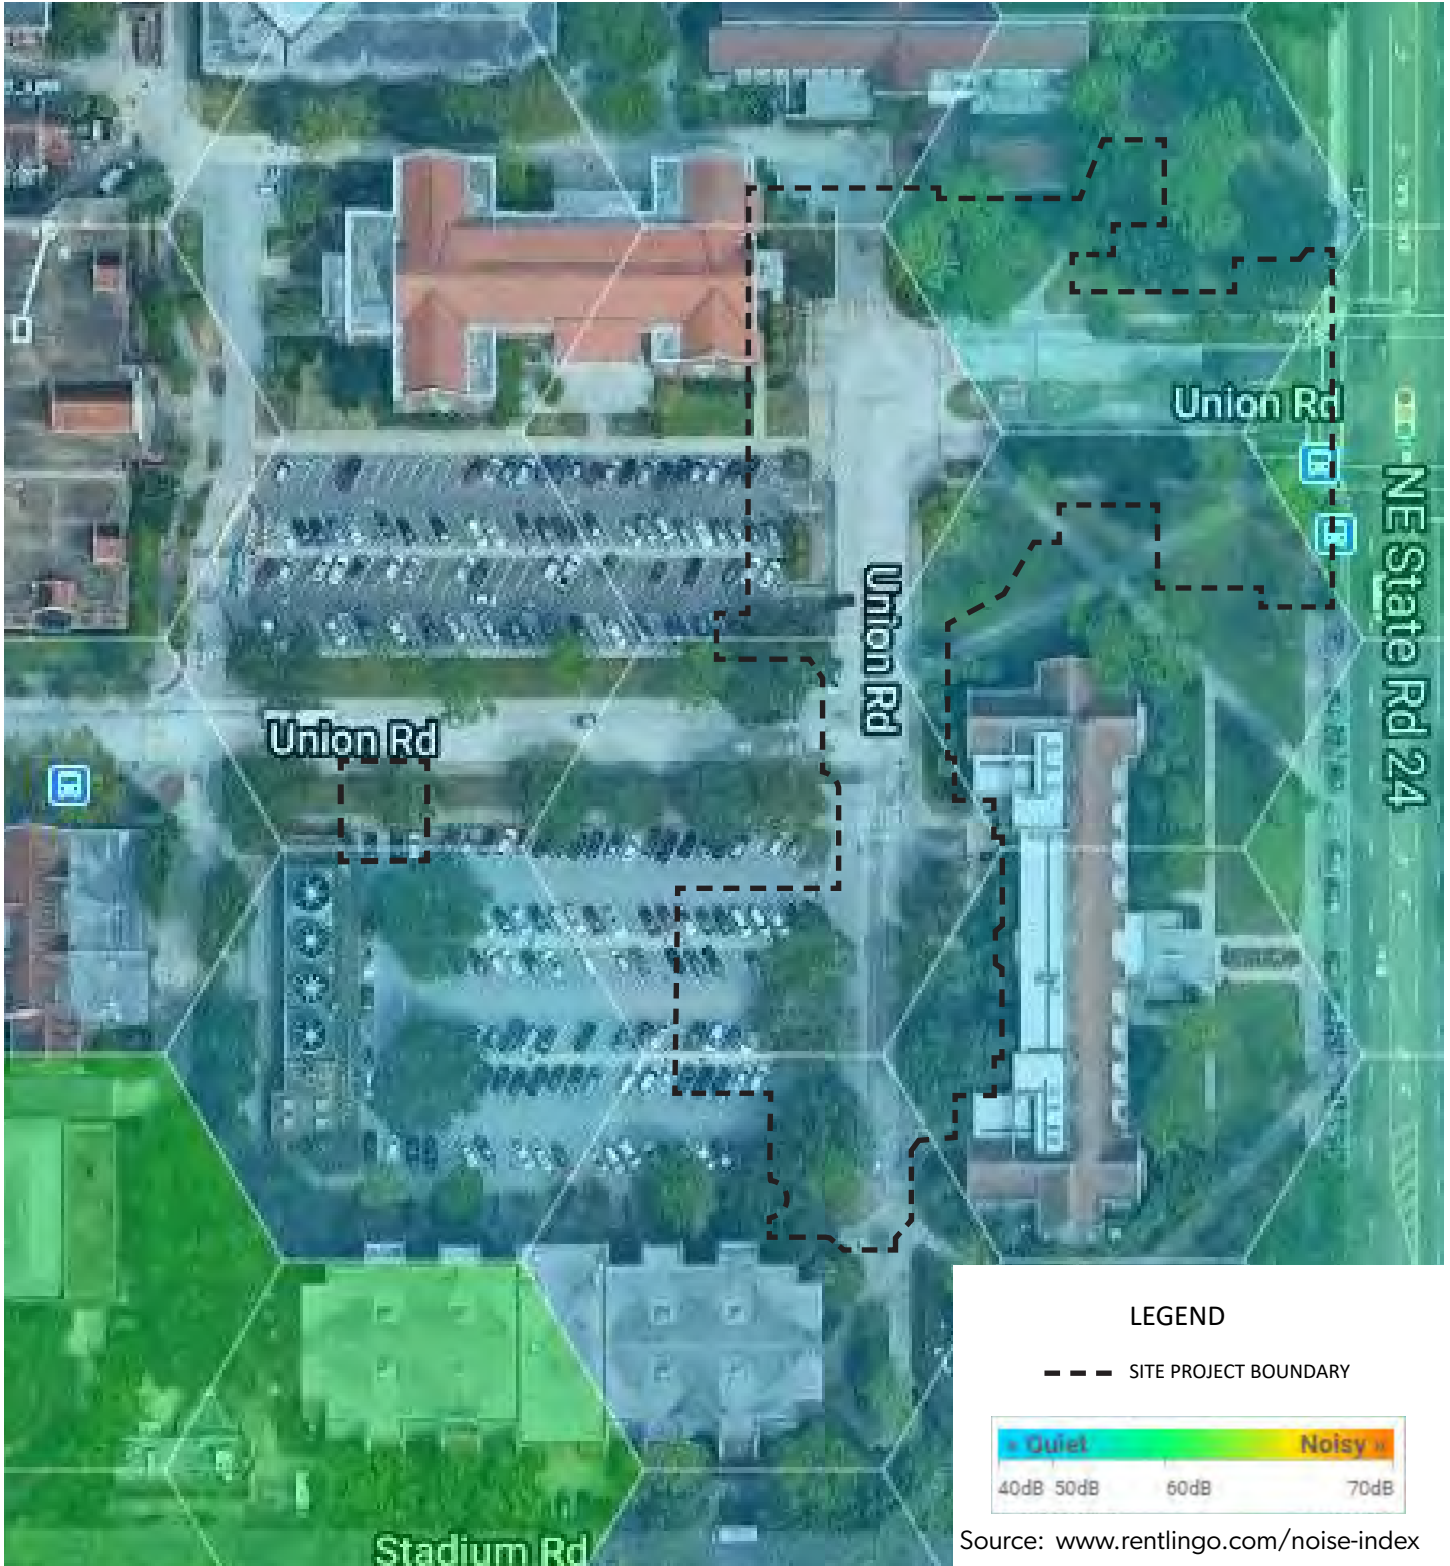 Union Rd
NE State Rd 24
Union Rd
Union Rd
LEGEND
SITE PROJECT BOUNDARY
« Quiet Noisy »
40dB 50dB 60dB 70dB
Source: www.rentlingo.com/noise-index
Stadium Rd